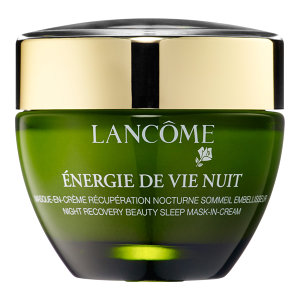 LANCÔME
ÉNERGIE DE VIE NUIT
MASQUE-EN-CRÈME RÉCUPÉRATION NOCTURNE SOMMEIL EMBELLISSEUR
NIGHT RECOVERY BEAUTY SLEEP MASK-IN-CREAM